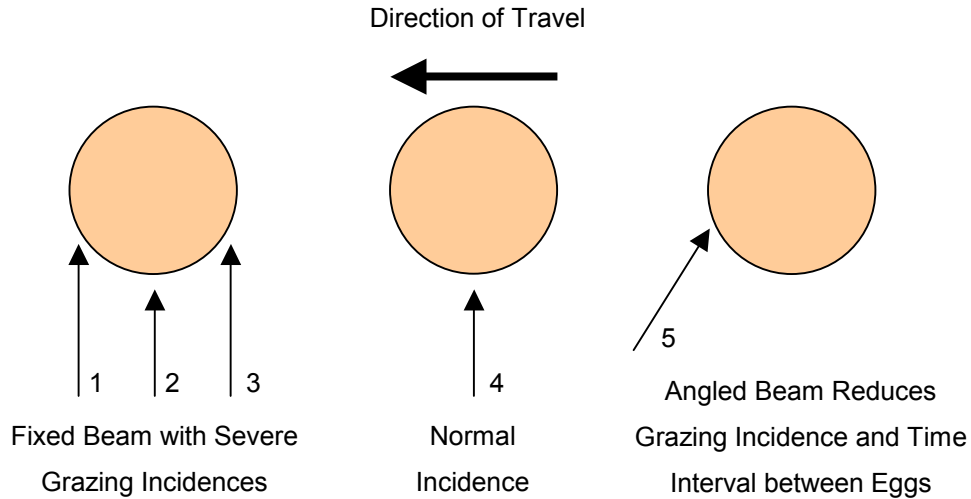 Direction of Travel
1
2
3
4
5
Fixed Beam with Severe
Grazing Incidences
Normal
Incidence
Angled Beam Reduces
Grazing Incidence and Time
Interval between Eggs